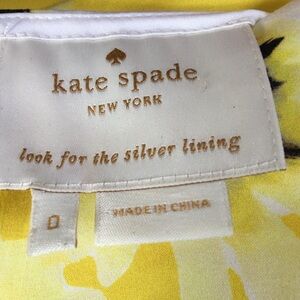 kate spade
NEW YORK
look for the silver lining
0
MADE IN CHINA